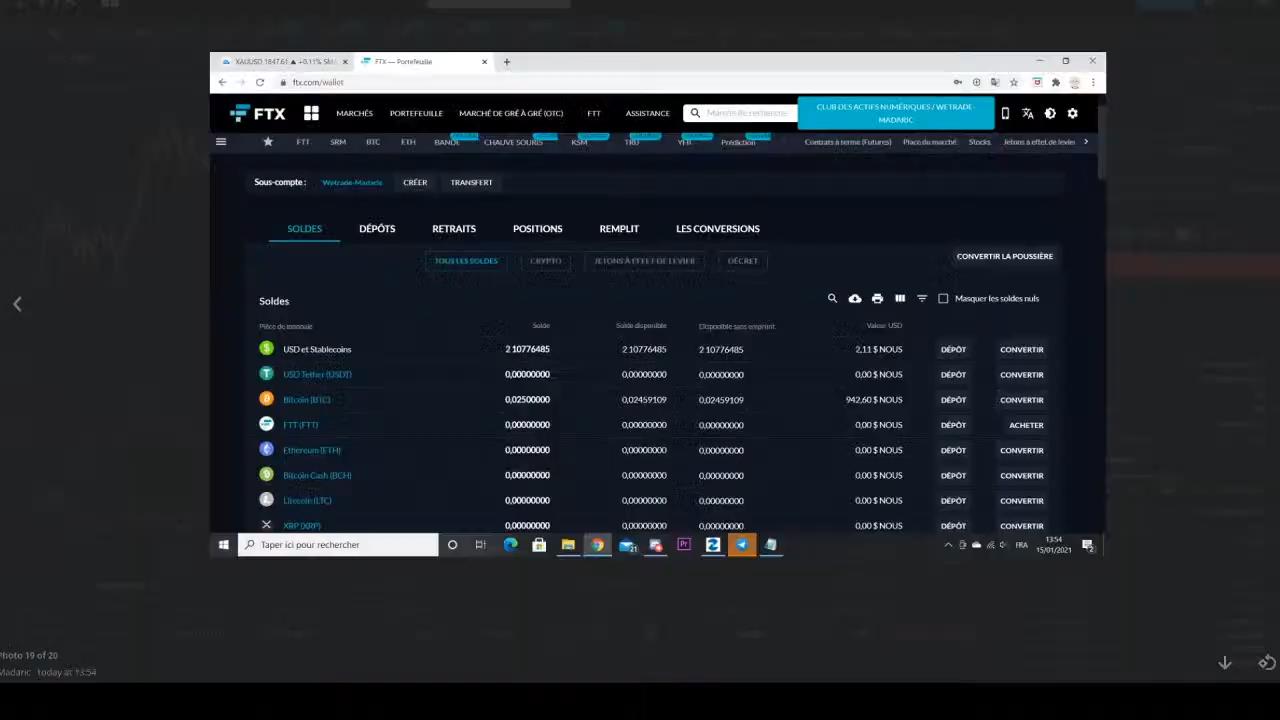 XAUUSD 1847.61 ▲ +0.11%
FTX — Portefeuille
ftx.com/wallet
FTX MARCHÉS PORTEFEUILLE MARCHÉ DE GRÉ À GRÉ (OTC) FTT ASSISTANCE Marchés de recherche CLUB DES ACTIFS NUMÉRIQUES / WETRADE-
MADARIC
FTT SRM BTC ETH BANDE CHAUVE SOURIS KSM TRU YFI Prédiction Contrats à terme (Futures) Place du marché Stocks Jetons à effet de levier
Sous-compte : Wetrade-Madaric CRÉER TRANSFERT
SOLDES DÉPÔTS RETRAITS POSITIONS REMPLIT LES CONVERSIONS
TOUS LES SOLDES CRYPTO JETONS À EFFET DE LEVIER DÉCRET CONVERTIR LA POUSSIÈRE
Soldes Masquer les soldes nuls
Pièce de monnaie Solde Solde disponible Disponible sans emprunt Valeur USD
USD et Stablecoins 2 10776485 2 10776485 2 10776485 2,11 $ NOUS DÉPÔT CONVERTIR
USD Tether (USDT) 0,00000000 0,00000000 0,00000000 0,00 $ NOUS DÉPÔT CONVERTIR
Bitcoin (BTC) 0,02500000 0,02459109 0,02459109 942,60 $ NOUS DÉPÔT CONVERTIR
FTT (FTT) 0,00000000 0,00000000 0,00000000 0,00 $ NOUS DÉPÔT ACHETER
Ethereum (ETH) 0,00000000 0,00000000 0,00000000 0,00 $ NOUS DÉPÔT CONVERTIR
Bitcoin Cash (BCH) 0,00000000 0,00000000 0,00000000 0,00 $ NOUS DÉPÔT CONVERTIR
Litecoin (LTC) 0,00000000 0,00000000 0,00000000 0,00 $ NOUS DÉPÔT CONVERTIR
XRP (XRP) 0,00000000 0,00000000 0,00000000 0,00 $ NOUS DÉPÔT CONVERTIR
Taper ici pour rechercher 21 Pr FRA 13:54
15/01/2021 2
Photo 19 of 20
Madaric today at 13:54